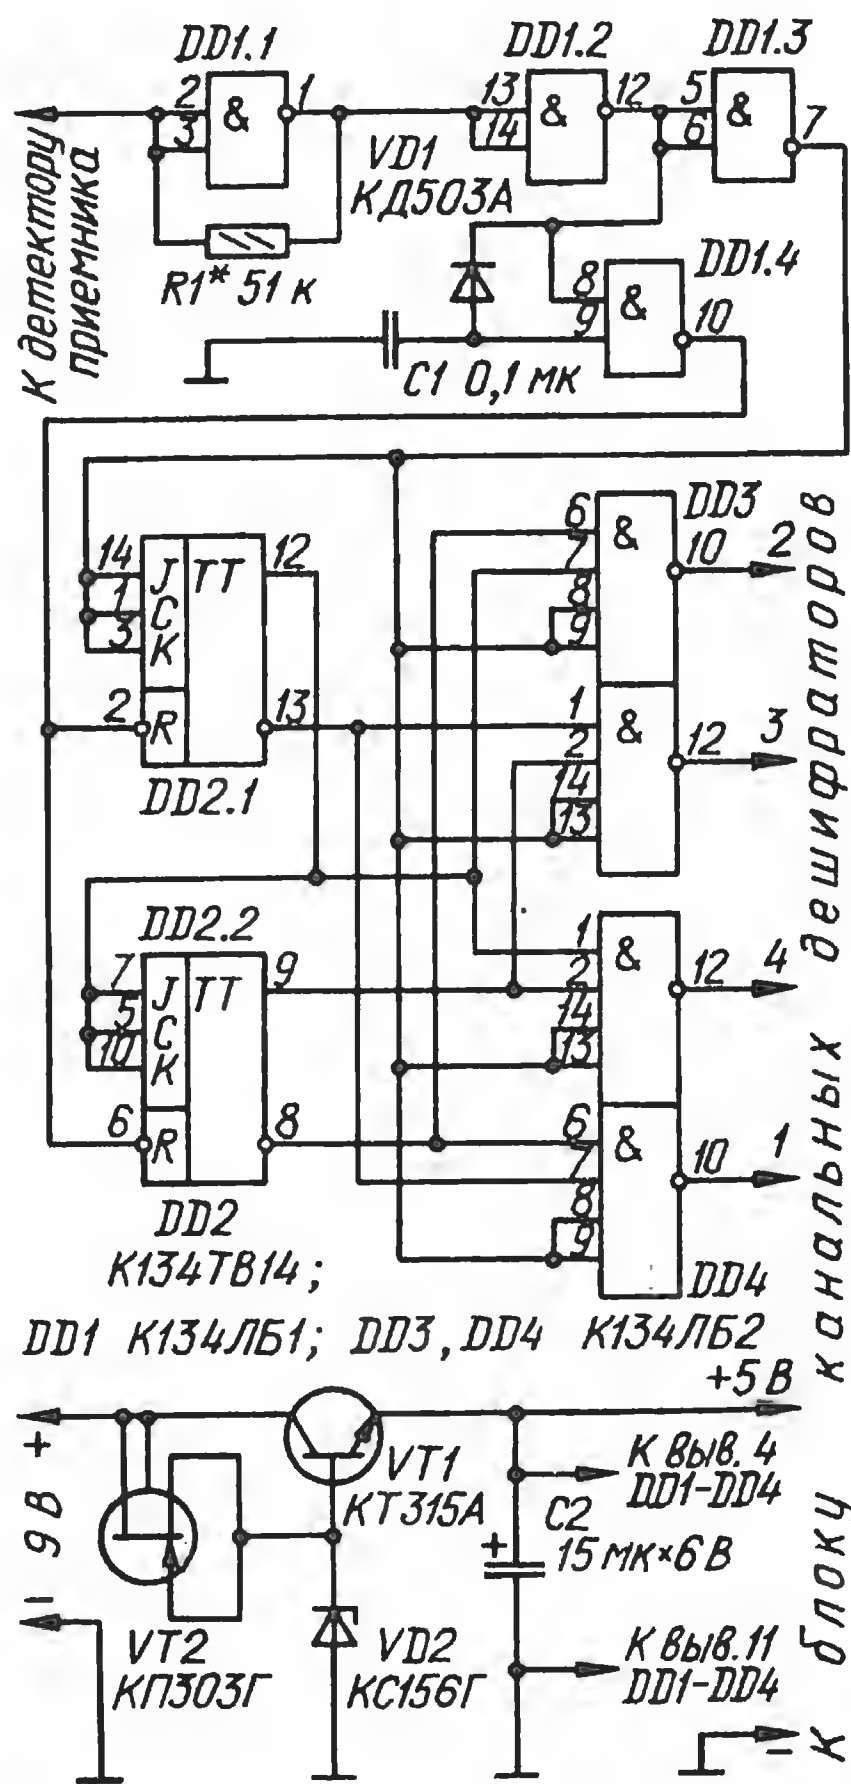 DD1.1
DD1.2
DD1.3
2
3
&
1
13
14
&
12
5
6
&
7
К детектору
приемника
VD1
КД503А
R1* 51 к
DD1.4
8
9
&
10
С1 0,1 мк
14
1
3
J
C
K
TT
12
2
R
13
DD2.1
6
7
8
9
&
DD3
10
2
1
2
14
13
&
12
3
DD2.2
7
5
10
J
C
K
TT
9
6
R
8
DD2
К134ТВ14;
1
2
14
13
&
12
4
6
7
8
9
&
10
1
DD4
DD1 К134ЛБ1; DD3, DD4 К134ЛБ2
К блоку канальных дешифраторов
+5 В
+
9 В
-
VT1
КТ315А
К выв. 4
DD1-DD4
С2
+
15 мк×6 В
VT2
КП303Г
VD2
КС156Г
К выв. 11
DD1-DD4
-